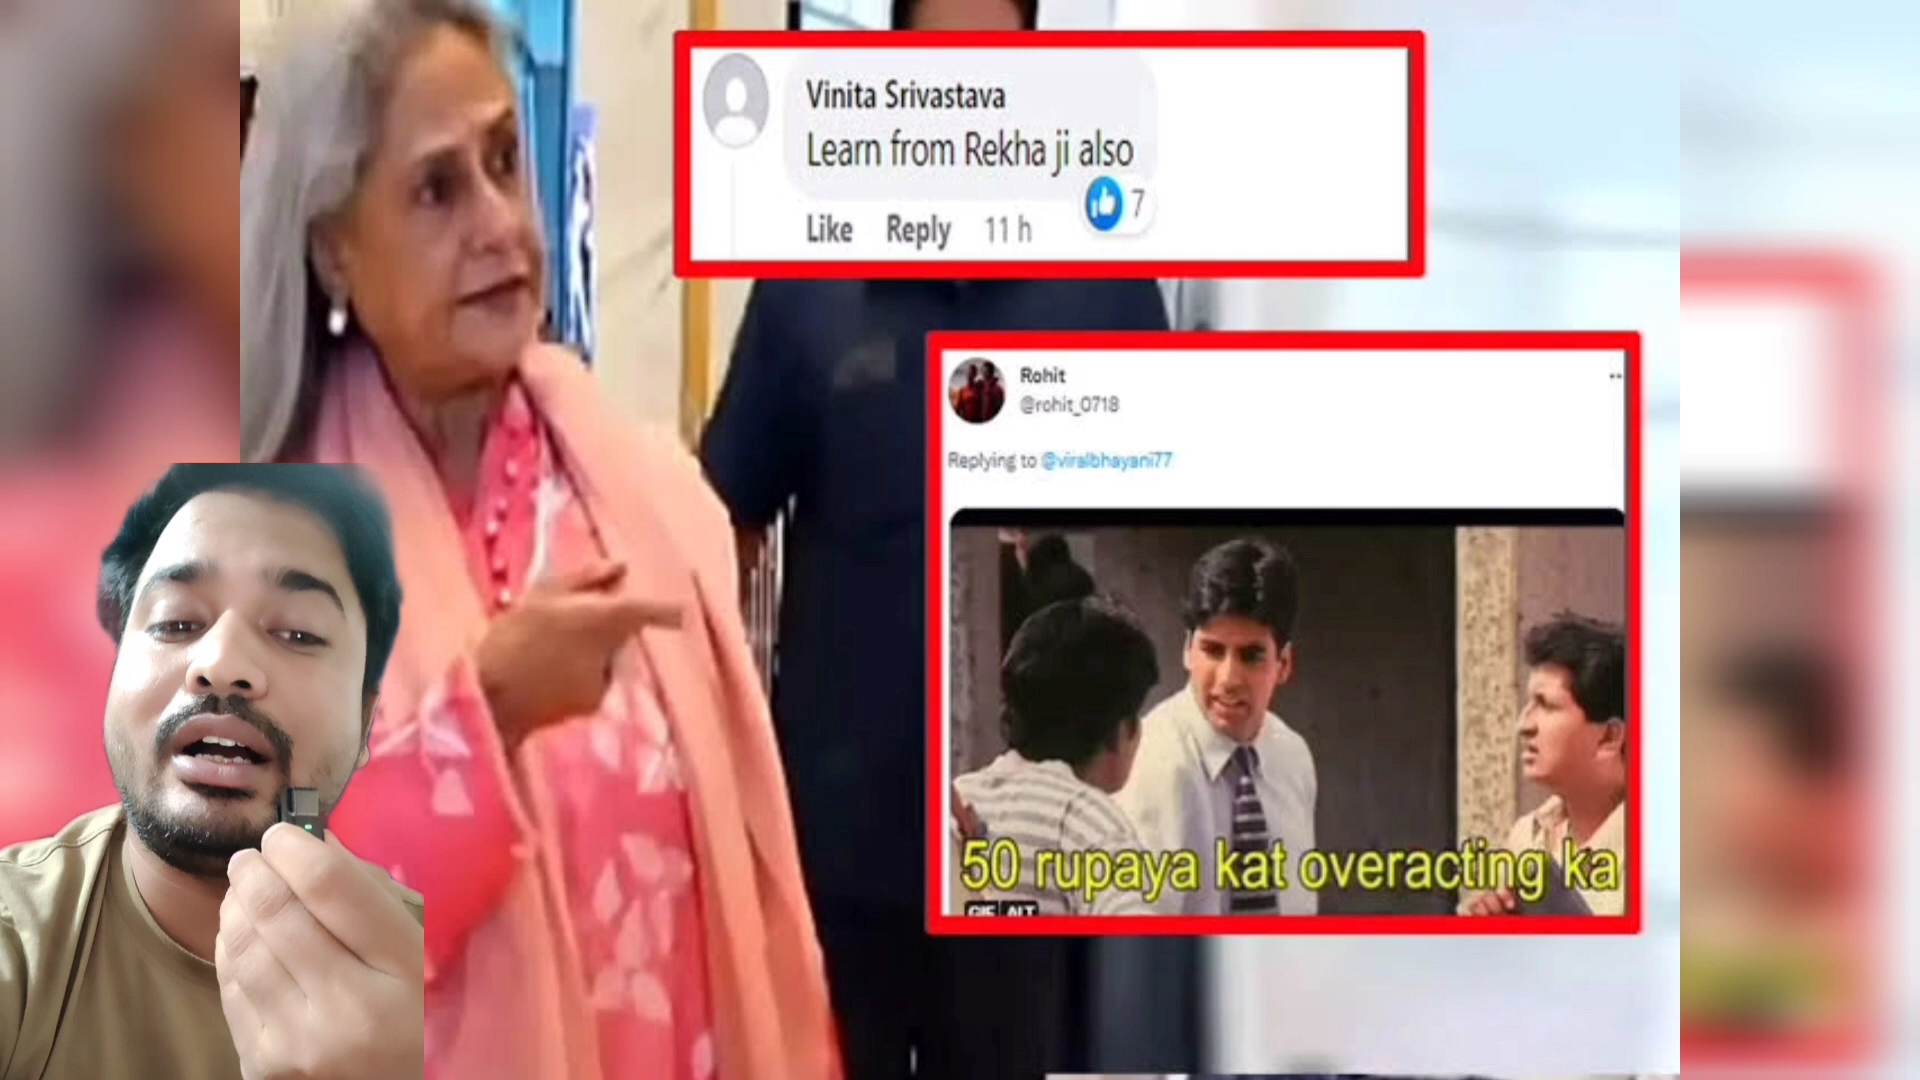 Vinita Srivastava
Learn from Rekha ji also
7
Like Reply 11 h
Rohit
@rohit_0718
Replying to @viralbhayani77
50 rupaya kat overacting ka
GIF ALT